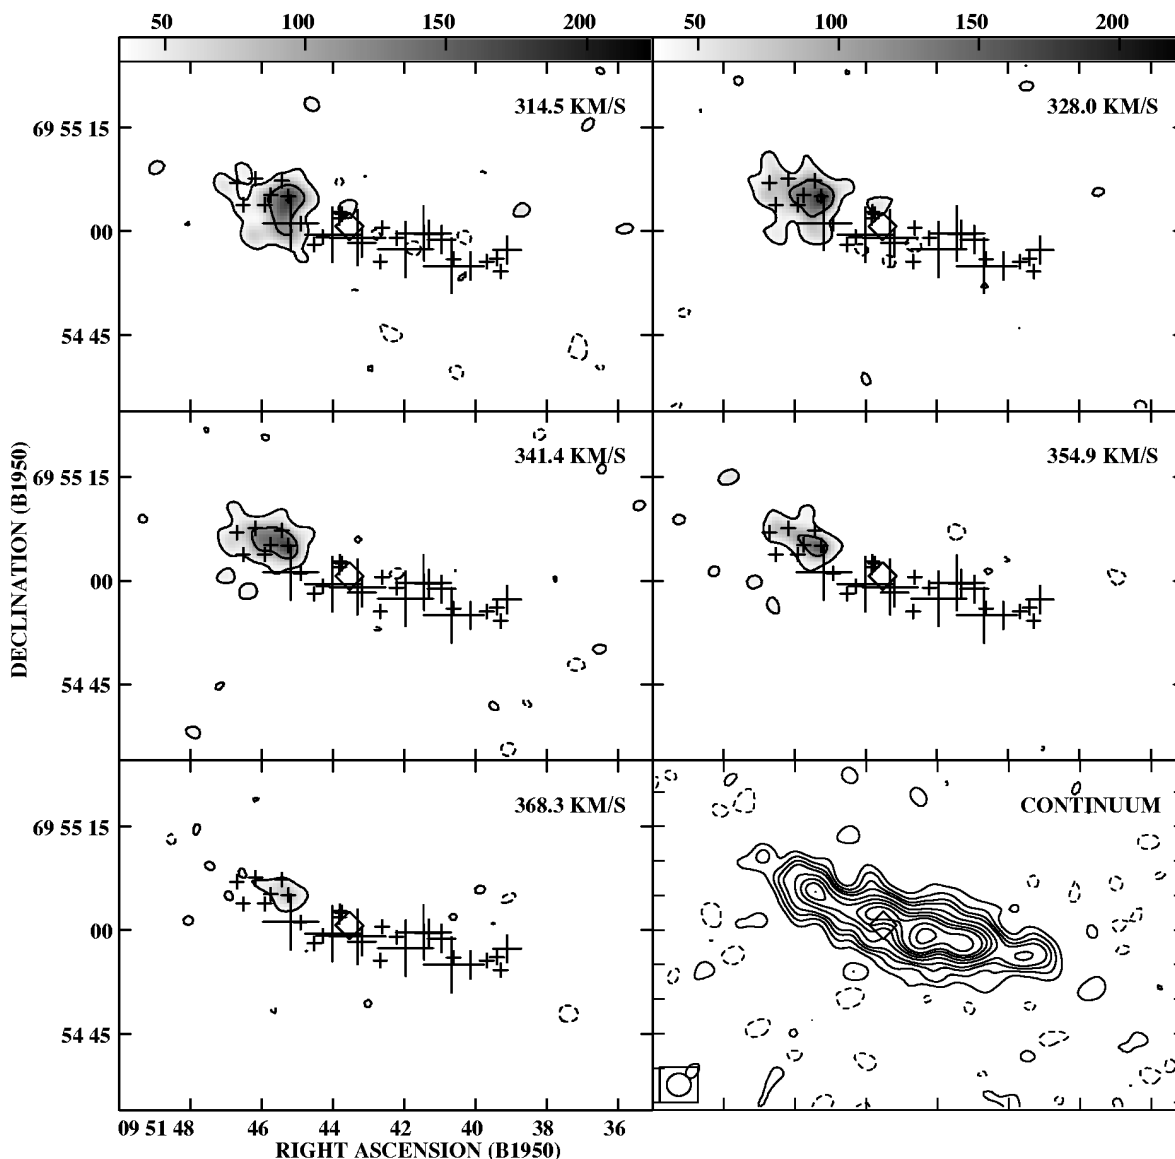 50 100 150 200 50 100 150 200
314.5 KM/S 328.0 KM/S
69 55 15
00
54 45
341.4 KM/S 354.9 KM/S
69 55 15
00
54 45
DECLINATION (B1950)
368.3 KM/S CONTINUUM
69 55 15
00
54 45
09 51 48 46 44 42 40 38 36
RIGHT ASCENSION (B1950)